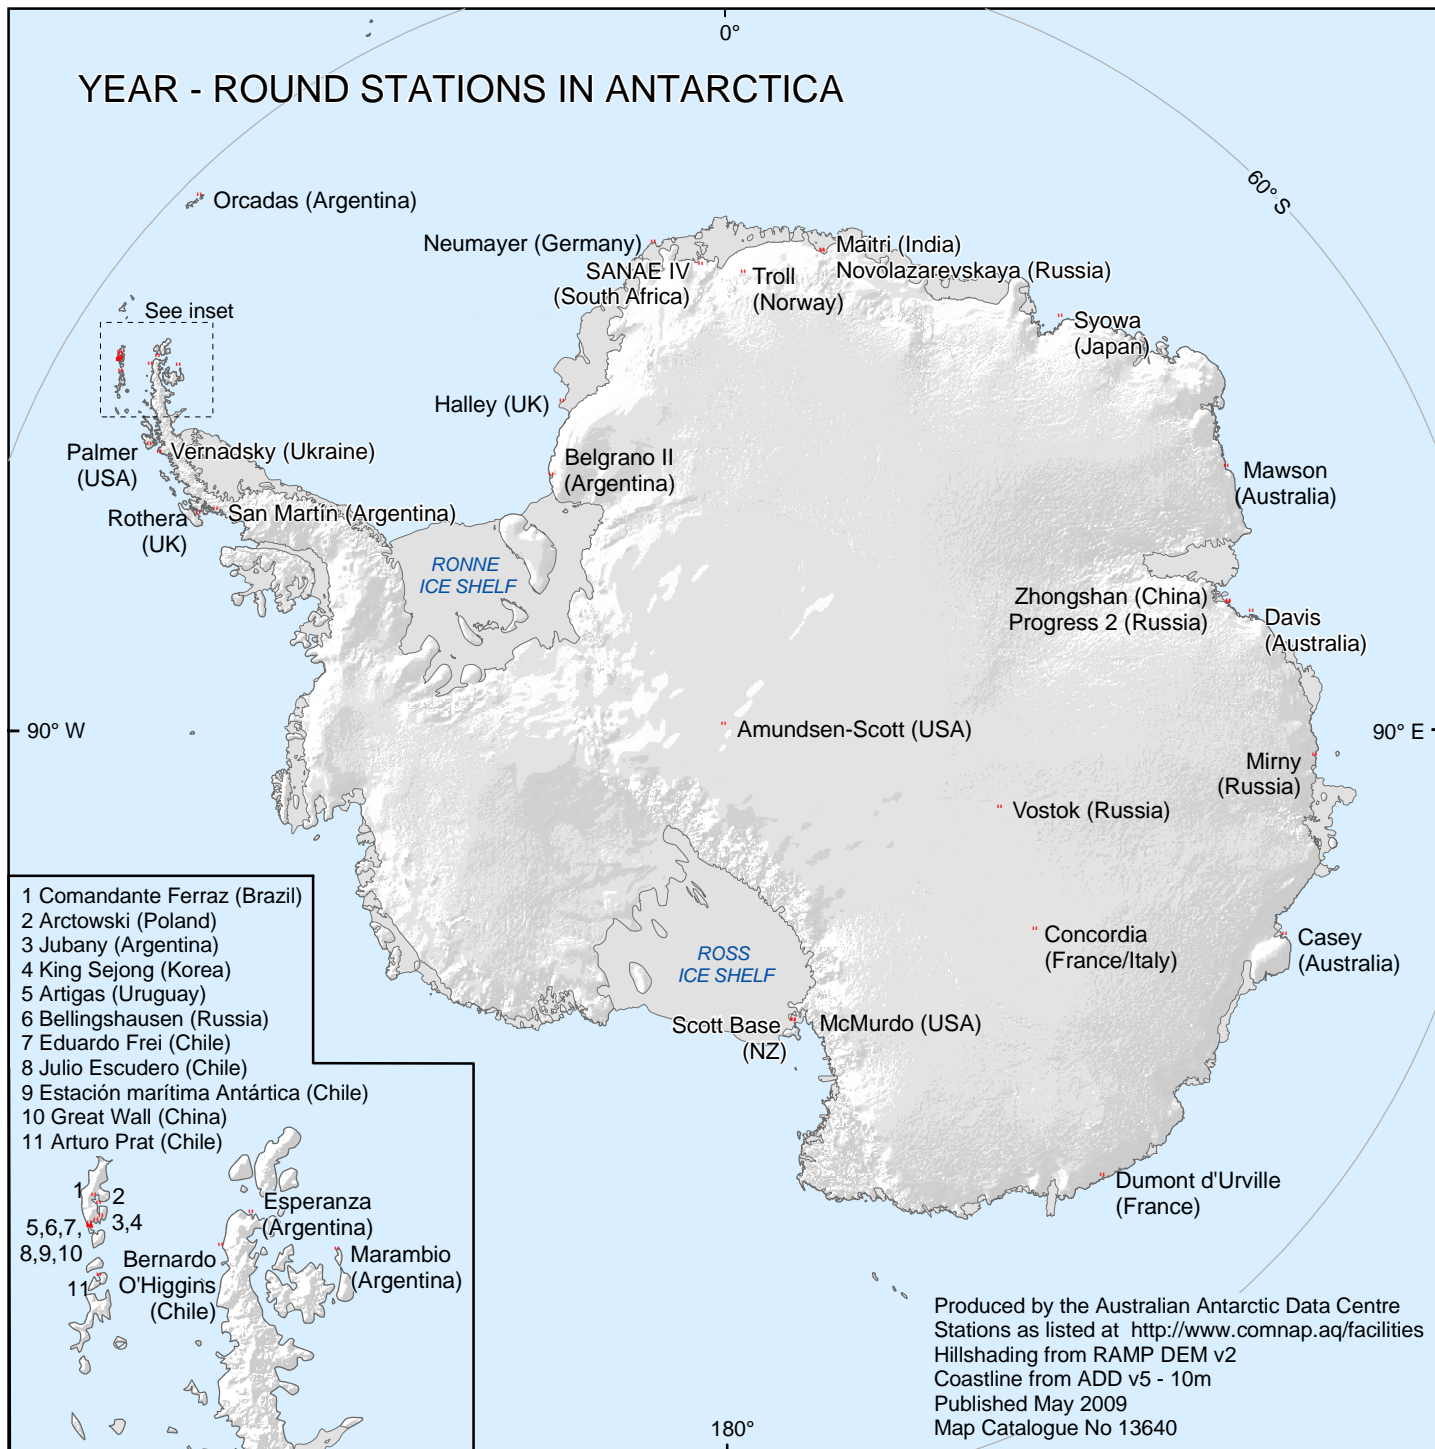 0°
YEAR - ROUND STATIONS IN ANTARCTICA
60° S
Orcadas (Argentina)
Neumayer (Germany)
Maitri (India)
SANAE IV
(South Africa)
Troll
(Norway)
Novolazarevskaya (Russia)
See inset
Syowa
(Japan)
Halley (UK)
Palmer
(USA)
Vernadsky (Ukraine)
Belgrano II
(Argentina)
Mawson
(Australia)
Rothera
(UK)
San Martín (Argentina)
RONNE
ICE SHELF
Zhongshan (China)
Progress 2 (Russia)
Davis
(Australia)
90° W
Amundsen-Scott (USA)
90° E
Mirny
(Russia)
Vostok (Russia)
Concordia
(France/Italy)
Casey
(Australia)
ROSS
ICE SHELF
Scott Base
(NZ)
McMurdo (USA)
Dumont d'Urville
(France)
1 Comandante Ferraz (Brazil)
2 Arctowski (Poland)
3 Jubany (Argentina)
4 King Sejong (Korea)
5 Artigas (Uruguay)
6 Bellingshausen (Russia)
7 Eduardo Frei (Chile)
8 Julio Escudero (Chile)
9 Estación marítima Antártica (Chile)
10 Great Wall (China)
11 Arturo Prat (Chile)
1
2
3,4
5,6,7,
8,9,10
11
Esperanza
(Argentina)
Bernardo
O'Higgins
(Chile)
Marambio
(Argentina)
Produced by the Australian Antarctic Data Centre
Stations as listed at http://www.comnap.aq/facilities
Hillshading from RAMP DEM v2
Coastline from ADD v5 - 10m
Published May 2009
Map Catalogue No 13640
180°